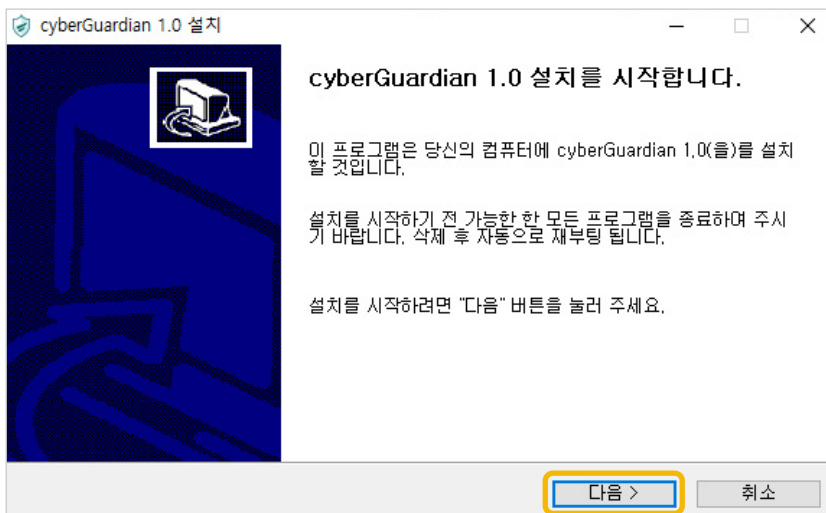 cyberGuardian 1.0 설치
cyberGuardian 1.0 설치를 시작합니다.
이 프로그램은 당신의 컴퓨터에 cyberGuardian 1.0(을)를 설치
할 것입니다.
설치를 시작하기 전 가능한 한 모든 프로그램을 종료하여 주시
기 바랍니다. 삭제 후 자동으로 재부팅 됩니다.
설치를 시작하려면 "다음" 버튼을 눌러 주세요.
다음 >
취소